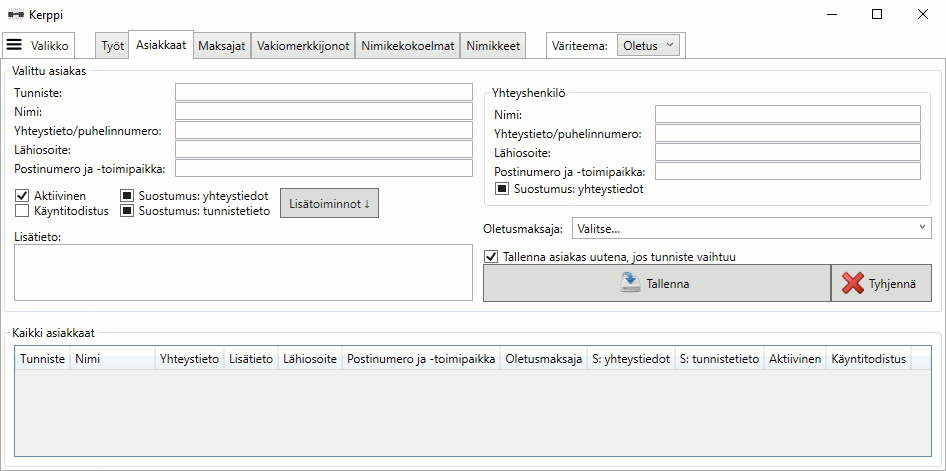 Kerppi
Valikko
Työt Asiakkaat Maksajat Vakiomerkkijonot Nimikekokoelmat Nimikkeet
Väriteema: Oletus
Valittu asiakas
Tunniste:
Nimi:
Yhteystieto/puhelinnumero:
Lähiosoite:
Postinumero ja -toimipaikka:
Aktiivinen
Suostumus: yhteystiedot
Käyntitodistus
Suostumus: tunnistetieto
Lisätoiminnot ↓
Lisätieto:
Yhteyshenkilö
Nimi:
Yhteystieto/puhelinnumero:
Lähiosoite:
Postinumero ja -toimipaikka:
Suostumus: yhteystiedot
Oletusmaksaja: Valitse...
Tallenna asiakas uutena, jos tunniste vaihtuu
Tallenna
Tyhjennä
Kaikki asiakkaat
Tunniste Nimi Yhteystieto Lisätieto Lähiosoite Postinumero ja -toimipaikka Oletusmaksaja S: yhteystiedot S: tunnistetieto Aktiivinen Käyntitodistus